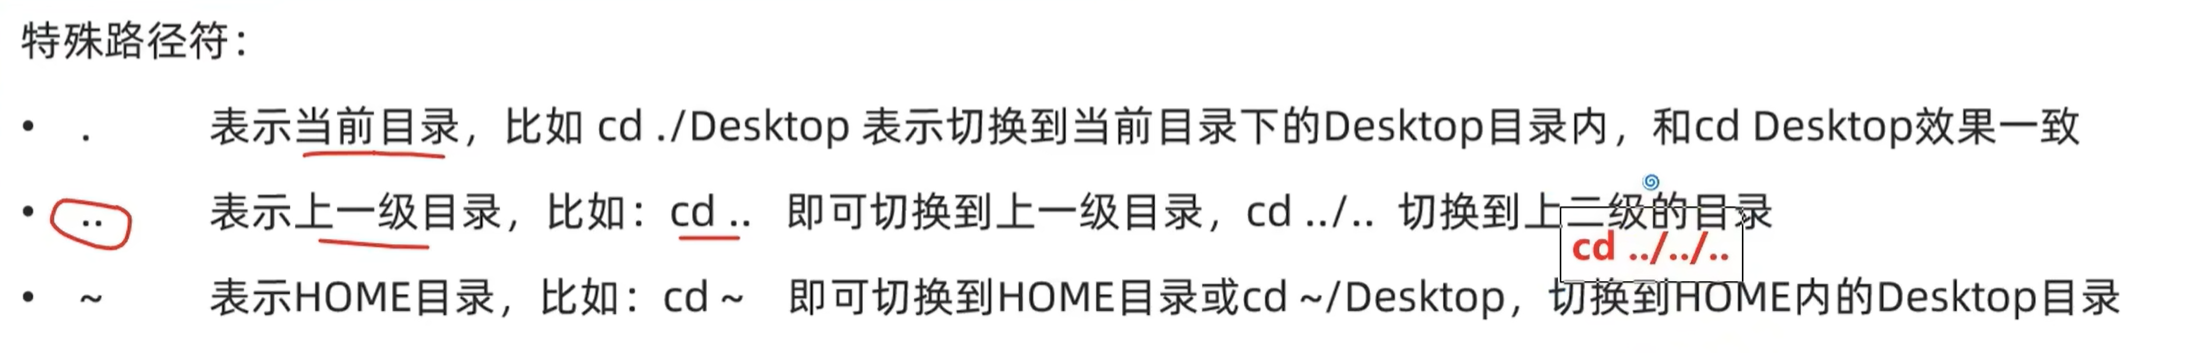 特殊路径符：
• . 表示当前目录，比如 cd ./Desktop 表示切换到当前目录下的Desktop目录内，和cd Desktop效果一致
• .. 表示上一级目录，比如：cd .. 即可切换到上一级目录，cd ../.. 切换到上二级的目录
cd ../../..
• ~ 表示HOME目录，比如：cd ~ 即可切换到HOME目录或cd ~/Desktop，切换到HOME内的Desktop目录